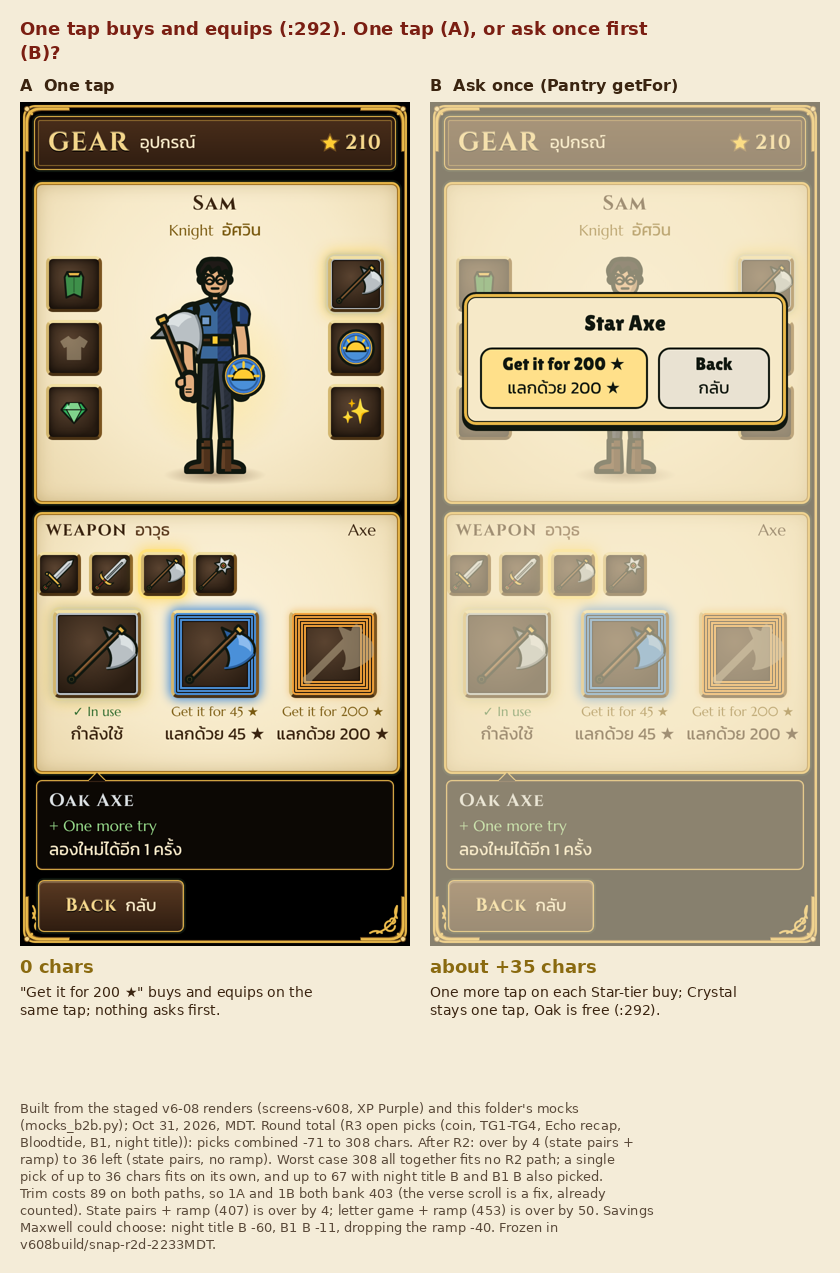 One tap buys and equips (:292). One tap (A), or ask once first
(B)?
A One tap
GEAR อุปกรณ์ ★ 210
SAM
Knight อัศวิน
WEAPON อาวุธ Axe
✓ In use
กำลังใช้
Get it for 45 ★
แลกด้วย 45 ★
Get it for 200 ★
แลกด้วย 200 ★
OAK AXE
+ One more try
ลองใหม่ได้อีก 1 ครั้ง
BACK กลับ
0 chars
"Get it for 200 ★" buys and equips on the
same tap; nothing asks first.
B Ask once (Pantry getFor)
GEAR อุปกรณ์ ★ 210
SAM
Knight อัศวิน
Star Axe
Get it for 200 ★
แลกด้วย 200 ★
Back
กลับ
WEAPON อาวุธ Axe
✓ In use
กำลังใช้
Get it for 45 ★
แลกด้วย 45 ★
Get it for 200 ★
แลกด้วย 200 ★
OAK AXE
+ One more try
ลองใหม่ได้อีก 1 ครั้ง
BACK กลับ
about +35 chars
One more tap on each Star-tier buy; Crystal
stays one tap, Oak is free (:292).
Built from the staged v6-08 renders (screens-v608, XP Purple) and this folder's mocks
(mocks_b2b.py); Oct 31, 2026, MDT. Round total (R3 open picks (coin, TG1-TG4, Echo recap,
Bloodtide, B1, night title)): picks combined -71 to 308 chars. After R2: over by 4 (state pairs +
ramp) to 36 left (state pairs, no ramp). Worst case 308 all together fits no R2 path; a single
pick of up to 36 chars fits on its own, and up to 67 with night title B and B1 B also picked.
Trim costs 89 on both paths, so 1A and 1B both bank 403 (the verse scroll is a fix, already
counted). State pairs + ramp (407) is over by 4; letter game + ramp (453) is over by 50. Savings
Maxwell could choose: night title B -60, B1 B -11, dropping the ramp -40. Frozen in
v608build/snap-r2d-2233MDT.